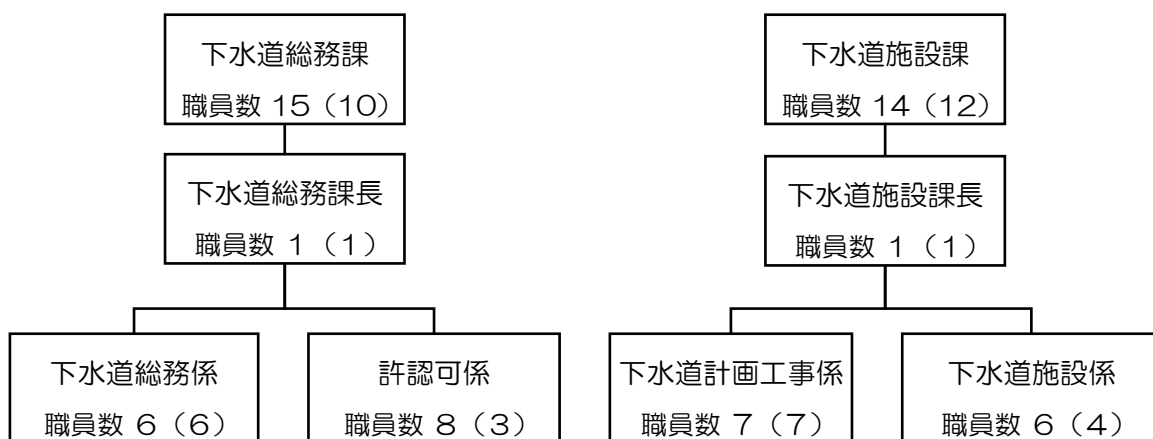 下水道総務課
職員数 15（10）
下水道総務課長
職員数 1（1）
下水道総務係
職員数 6（6）
許認可係
職員数 8（3）
下水道施設課
職員数 14（12）
下水道施設課長
職員数 1（1）
下水道計画工事係
職員数 7（7）
下水道施設係
職員数 6（4）